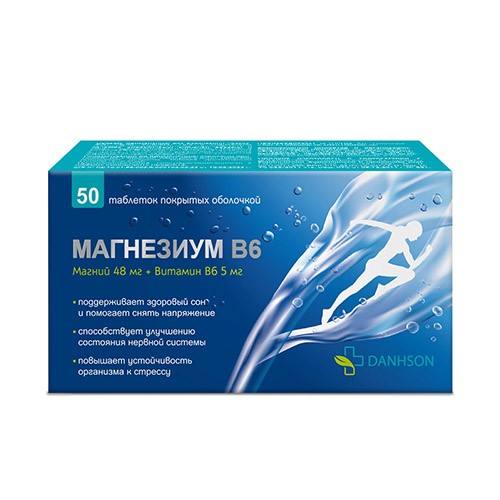 50 таблеток покрытых оболочкой
МАГНЕЗИУМ В6
Магний 48 мг + Витамин В6 5 мг
поддерживает здоровый сон
и помогает снять напряжение
способствует улучшению
состояния нервной системы
повышает устойчивость
организма к стрессу
DANHSON